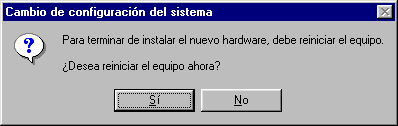 Cambio de configuración del sistema
Para terminar de instalar el nuevo hardware, debe reiniciar el equipo.
¿Desea reiniciar el equipo ahora?
Sí No